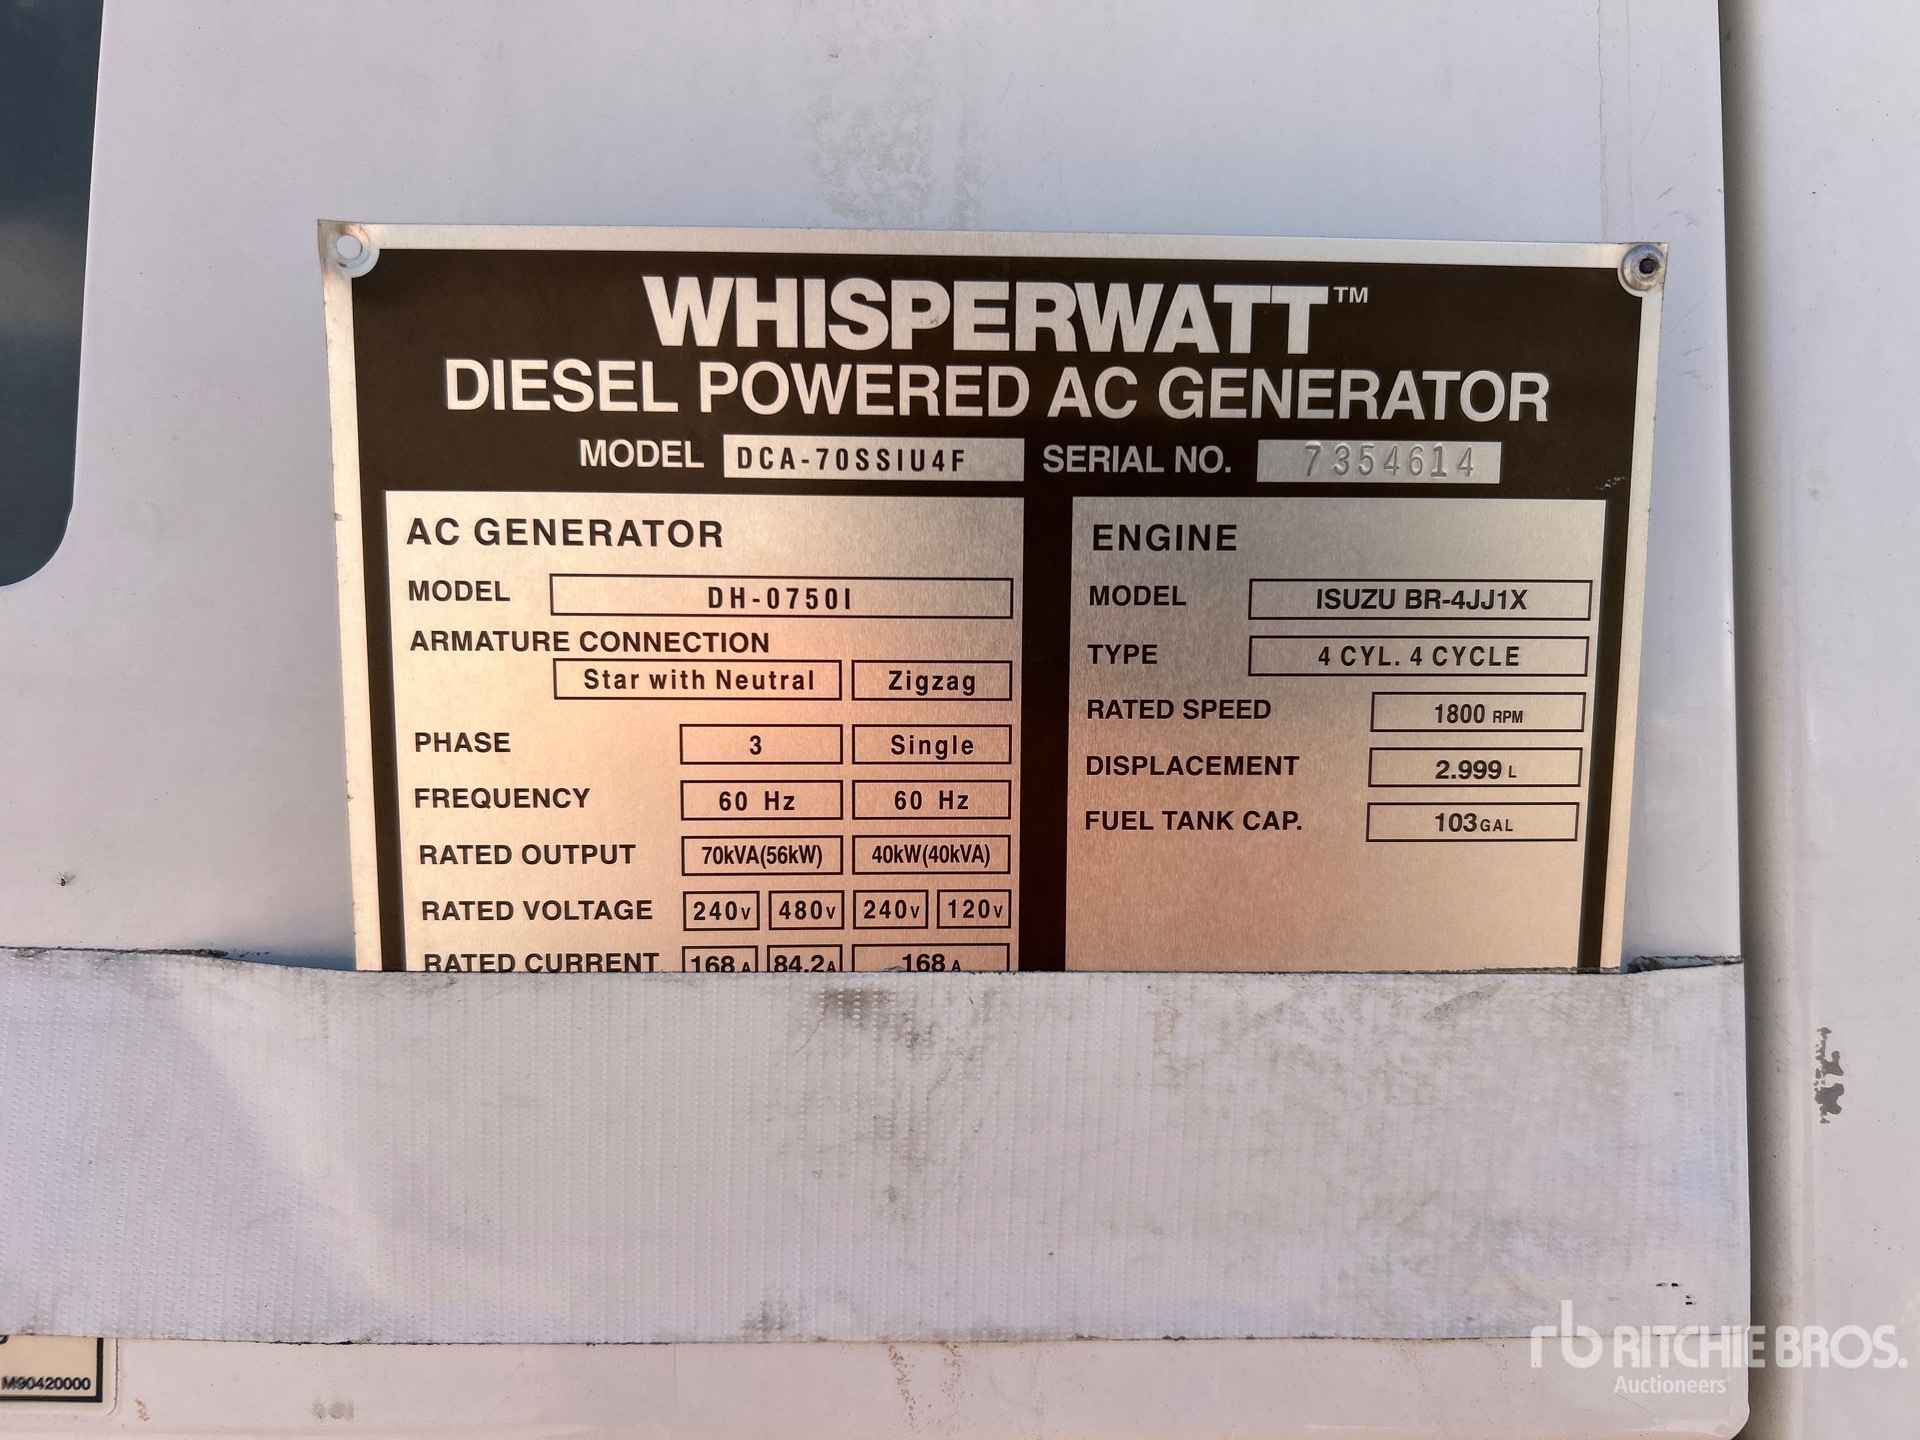 WHISPERWATT™
DIESEL POWERED AC GENERATOR
MODEL DCA-70SSIU4F SERIAL NO. 7354614
AC GENERATOR
MODEL DH-0750I
ARMATURE CONNECTION
Star with Neutral Zigzag
PHASE 3 Single
FREQUENCY 60 Hz 60 Hz
RATED OUTPUT 70kVA(56kW) 40kW(40kVA)
RATED VOLTAGE 240V 480V 240V 120V
RATED CURRENT 168A 84.2A 168A
ENGINE
MODEL ISUZU BR-4JJ1X
TYPE 4 CYL. 4 CYCLE
RATED SPEED 1800 RPM
DISPLACEMENT 2.999 L
FUEL TANK CAP. 103GAL
M90420000
rb RITCHIE BROS.
Auctioneers